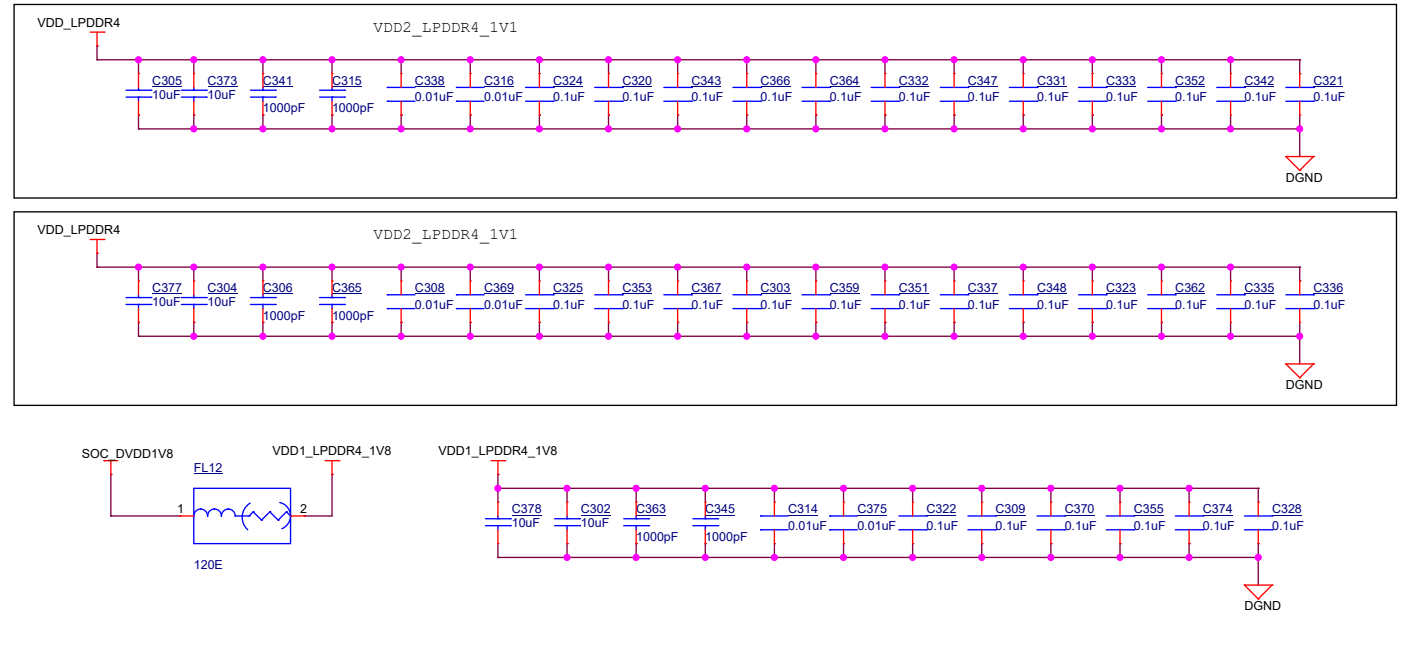 VDD_LPDDR4
VDD2_LPDDR4_1V1
C305 C373 C341 C315 C338 C316 C324 C320 C343 C366 C364 C332 C347 C331 C333 C352 C342 C321
10uF 10uF 1000pF 1000pF 0.01uF 0.01uF 0.1uF 0.1uF 0.1uF 0.1uF 0.1uF 0.1uF 0.1uF 0.1uF 0.1uF 0.1uF 0.1uF 0.1uF
DGND
VDD_LPDDR4
VDD2_LPDDR4_1V1
C377 C304 C306 C365 C308 C369 C325 C353 C367 C303 C359 C351 C337 C348 C323 C362 C335 C336
10uF 10uF 1000pF 1000pF 0.01uF 0.01uF 0.1uF 0.1uF 0.1uF 0.1uF 0.1uF 0.1uF 0.1uF 0.1uF 0.1uF 0.1uF 0.1uF 0.1uF
DGND
SOC_DVDD1V8
VDD1_LPDDR4_1V8
FL12
1 2
120E
VDD1_LPDDR4_1V8
C378 C302 C363 C345 C314 C375 C322 C309 C370 C355 C374 C328
10uF 10uF 1000pF 1000pF 0.01uF 0.01uF 0.1uF 0.1uF 0.1uF 0.1uF 0.1uF 0.1uF
DGND